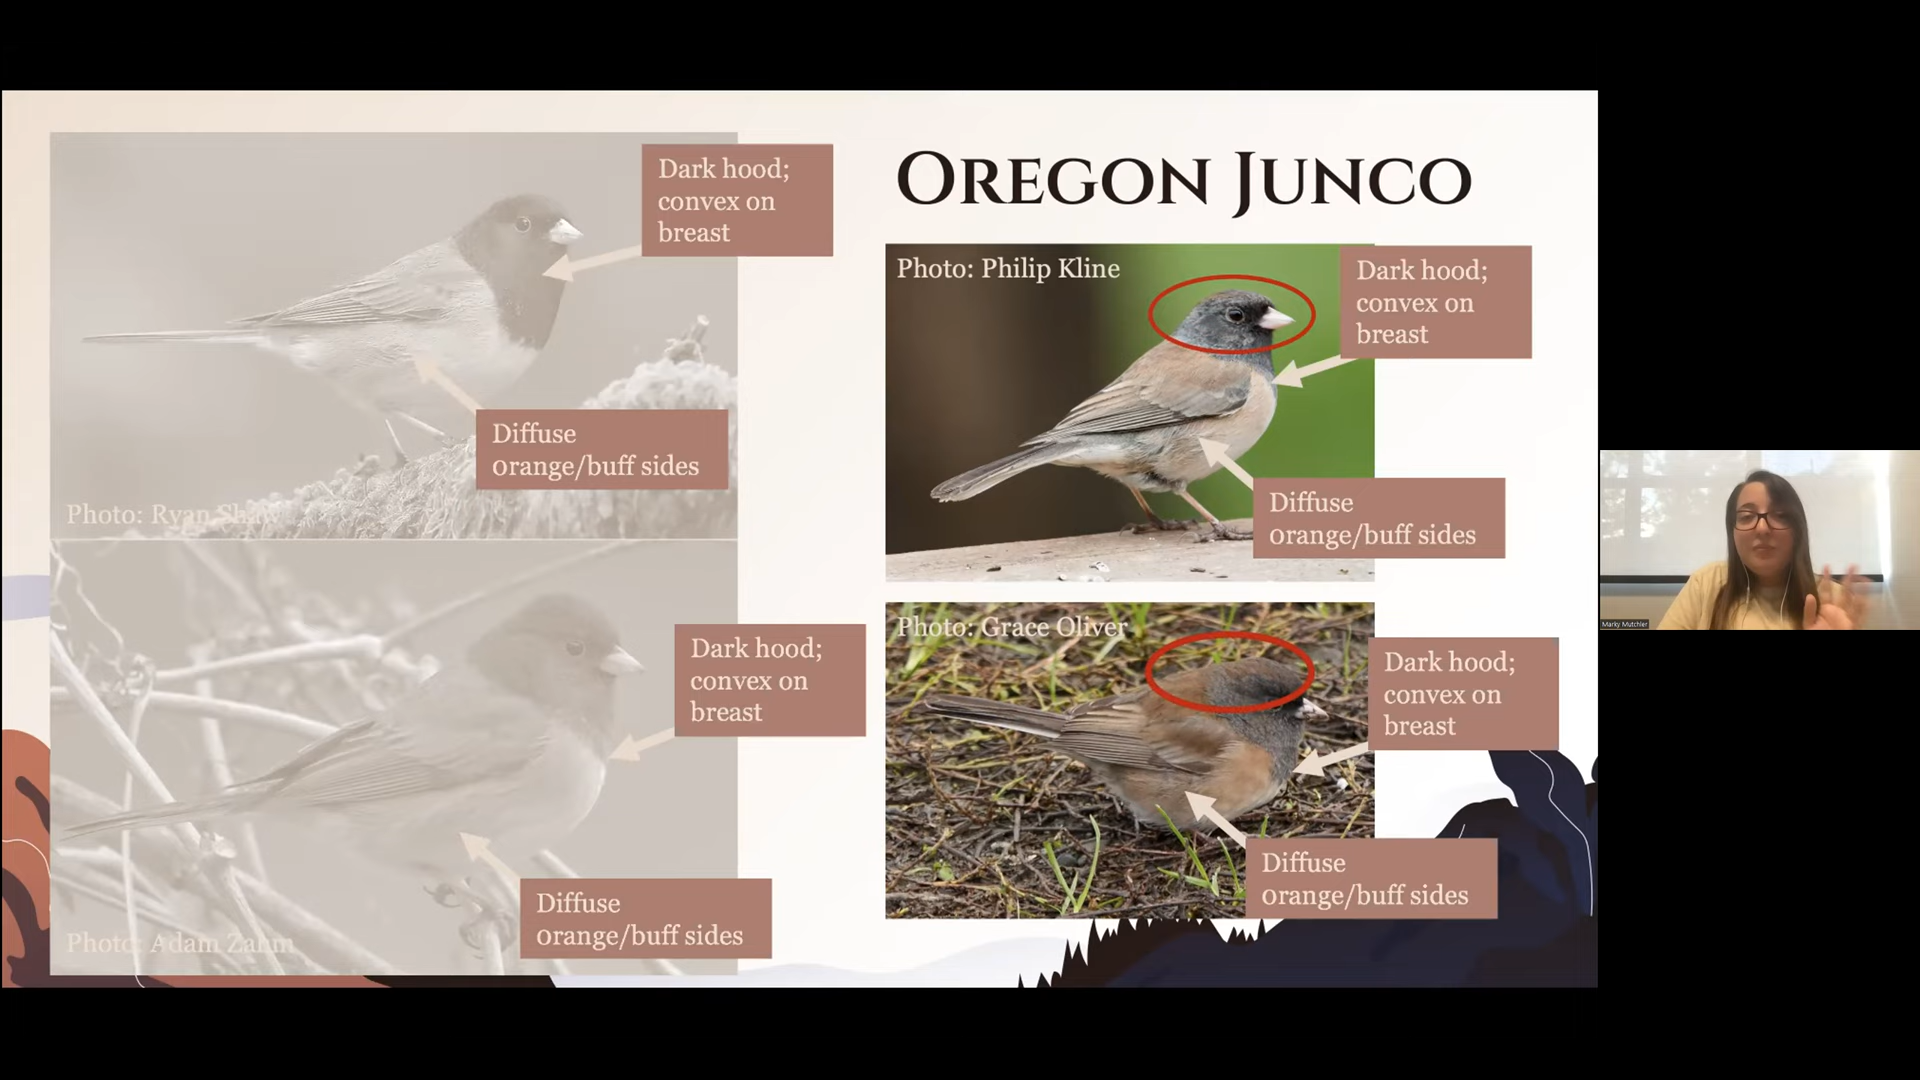 Dark hood;
convex on
breast
Diffuse
orange/buff sides
Photo: Ryan Shaw
Dark hood;
convex on
breast
Diffuse
orange/buff sides
Photo: Adam Zahm
OREGON JUNCO
Photo: Philip Kline
Dark hood;
convex on
breast
Diffuse
orange/buff sides
Photo: Grace Oliver
Dark hood;
convex on
breast
Diffuse
orange/buff sides
Marky Mutchler